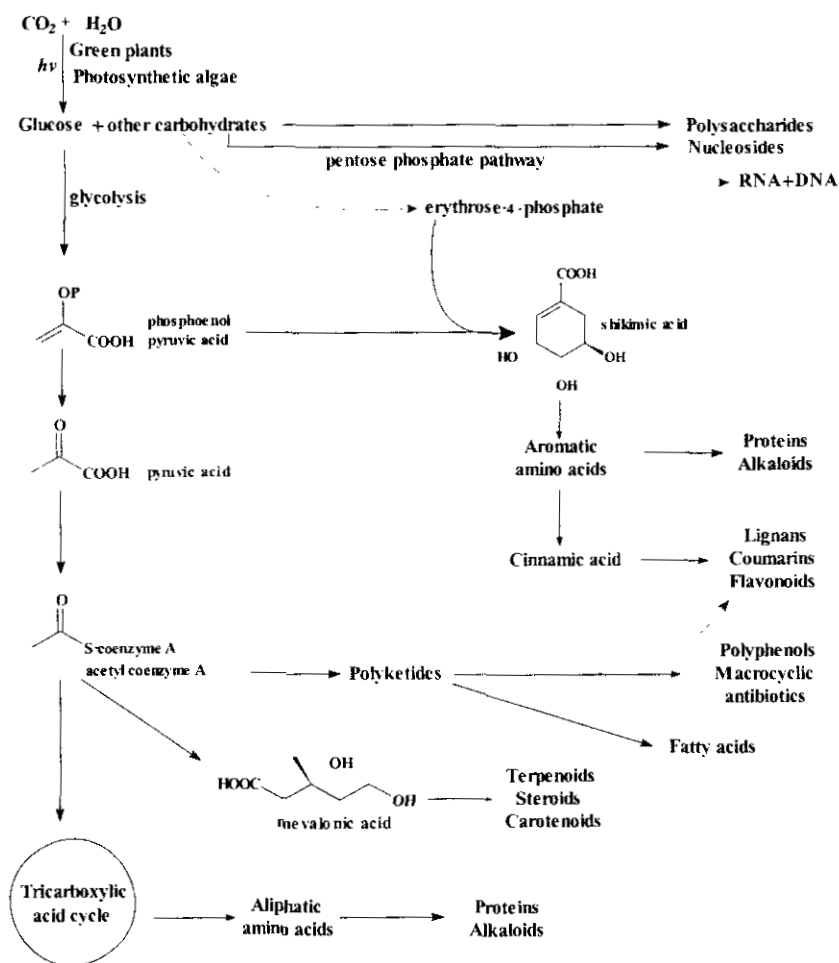 CO2 + H2O
Green plants
hν
Photosynthetic algae
Glucose + other carbohydrates
Polysaccharides
Nucleosides
pentose phosphate pathway
RNA+DNA
glycolysis
erythrose-4-phosphate
COOH
OP
phosphoenol
shikimic acid
COOH
pyruvic acid
HO
OH
OH
O
Aromatic
amino acids
Proteins
Alkaloids
COOH
pyruvic acid
Lignans
Cinnamic acid
Coumarins
Flavonoids
O
S-coenzyme A
acetyl coenzyme A
Polyketides
Polyphenols
Macrocyclic
antibiotics
Fatty acids
OH
HOOC
OH
mevalonic acid
Terpenoids
Steroids
Carotenoids
Tricarboxylic
acid cycle
Aliphatic
amino acids
Proteins
Alkaloids